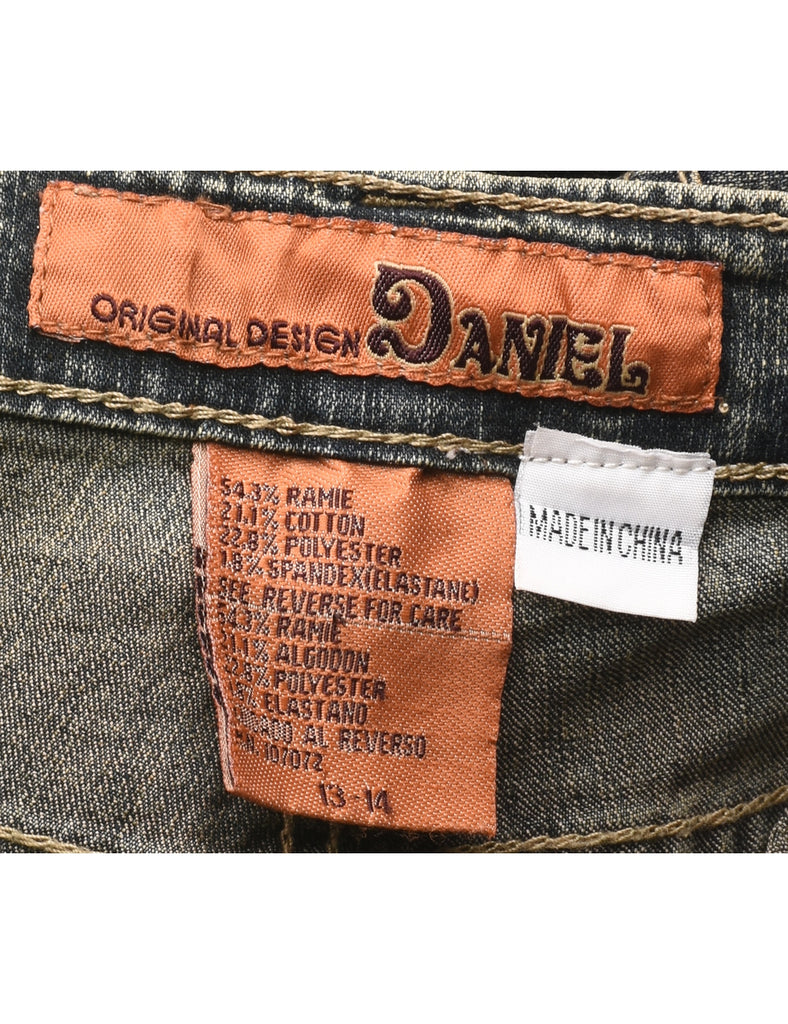 ORIGINAL DESIGN DANIEL
54.3% RAMIE
21.1% COTTON
22.8% POLYESTER
1.8% SPANDEX(ELASTANE)
SEE REVERSE FOR CARE
54.3% RAMIE
21.1% ALGODON
22.8% POLYESTER
ELASTANO
AL REVERSO
107072
13-14
MADE IN CHINA